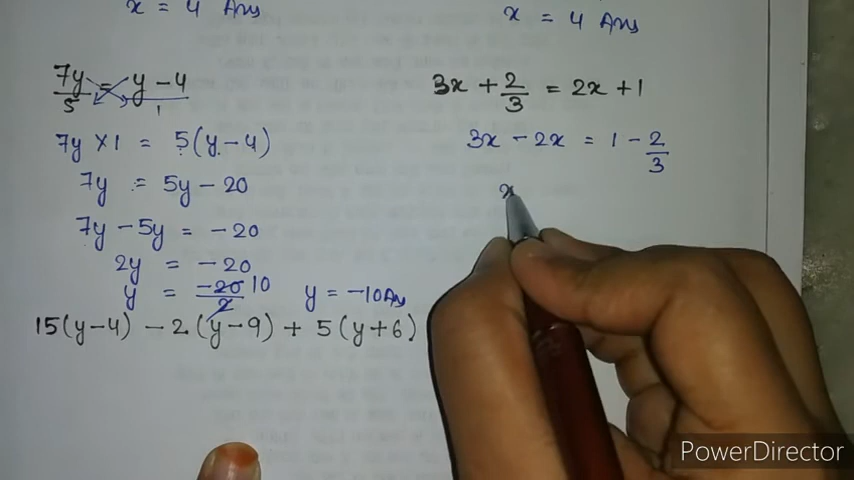 x = 4 Ans
7y/5 = y - 4/1
7y × 1 = 5(y - 4)
7y = 5y - 20
7y - 5y = -20
2y = -20
y = -20/2 10 y = -10 Ans
15(y-4) - 2(y-9) + 5(y+6)
x = 4 Ans
3x + 2/3 = 2x + 1
3x - 2x = 1 - 2/3
x
PowerDirector